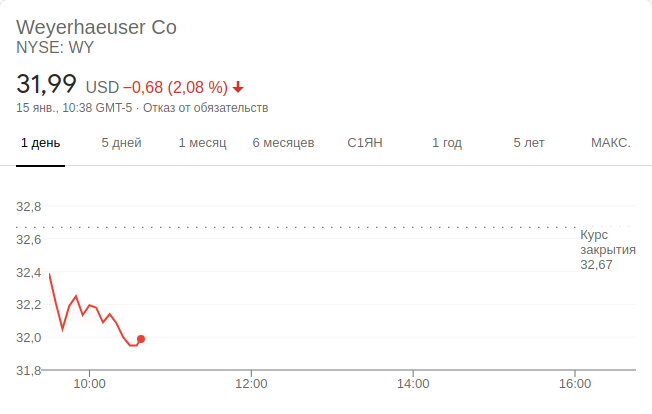 Weyerhaeuser Co
NYSE: WY
31,99 USD −0,68 (2,08 %)
15 янв., 10:38 GMT-5 · Отказ от обязательств
1 день 5 дней 1 месяц 6 месяцев С1ЯН 1 год 5 лет МАКС.
32,8
32,6
32,4
32,2
32,0
31,8
Курс
закрытия
32,67
10:00 12:00 14:00 16:00